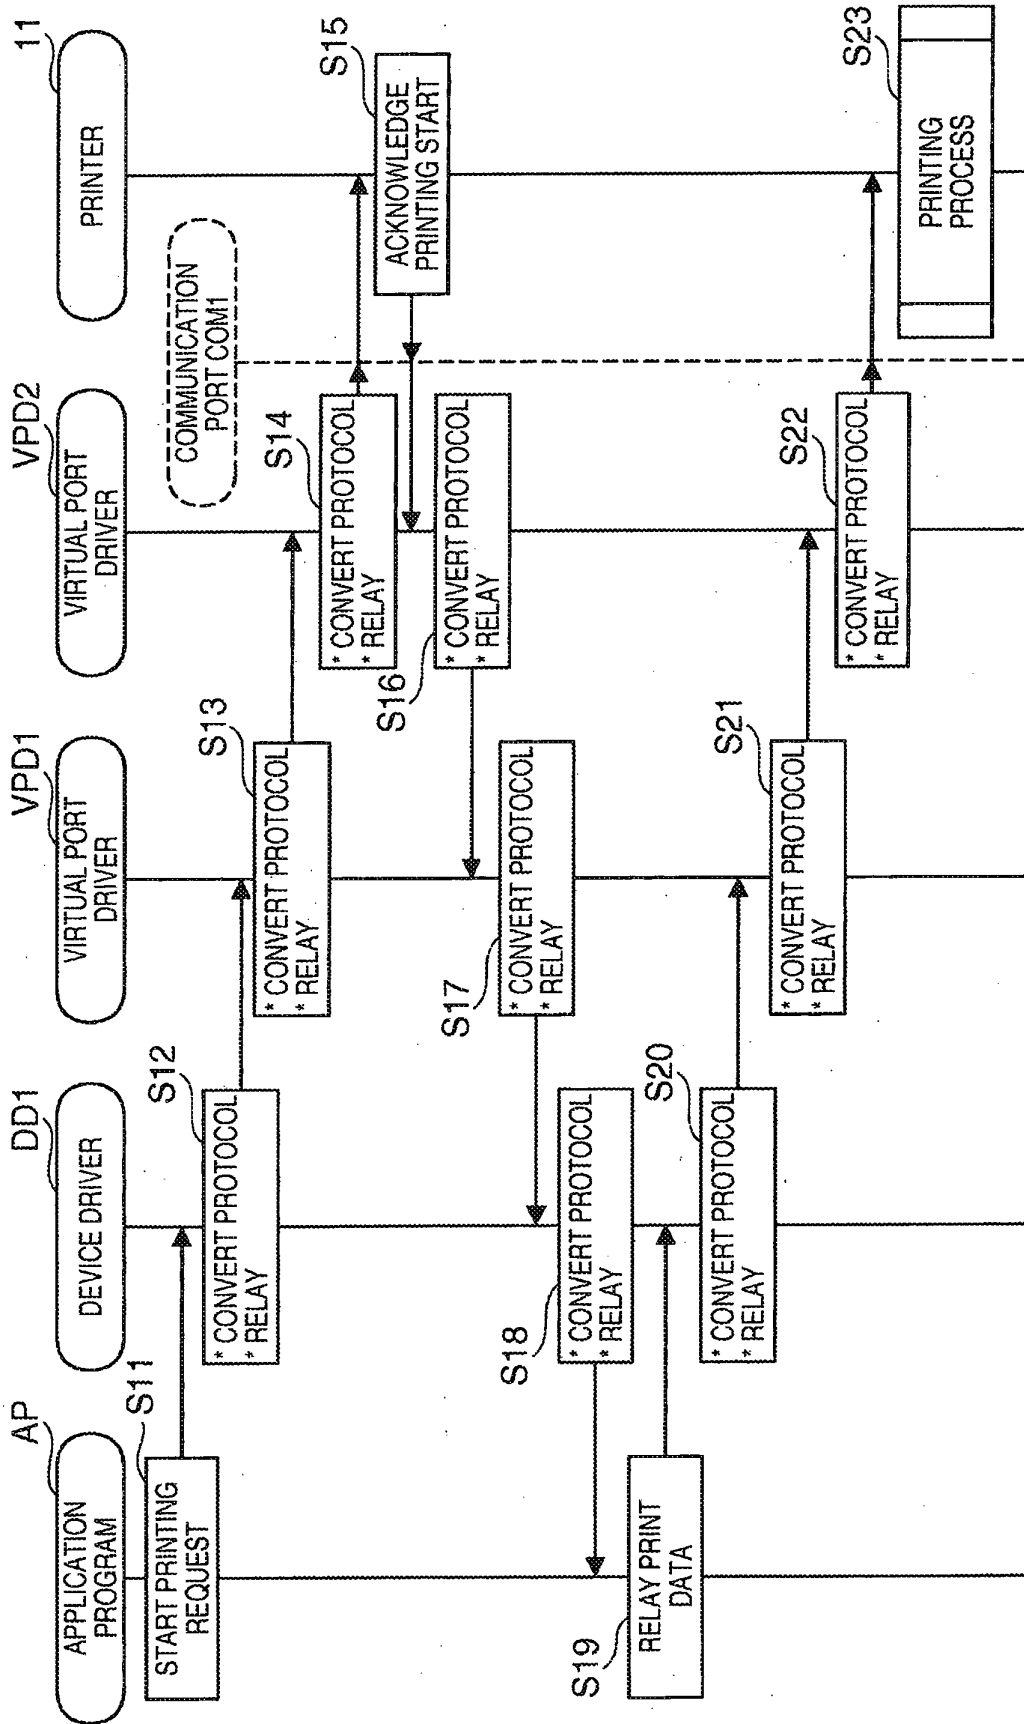 AP
APPLICATION
PROGRAM
DD1
DEVICE DRIVER
VPD1
VIRTUAL PORT
DRIVER
VPD2
VIRTUAL PORT
DRIVER
COMMUNICATION
PORT COM1
11
PRINTER
S11
START PRINTING
REQUEST
S12
* CONVERT PROTOCOL
* RELAY
S13
* CONVERT PROTOCOL
* RELAY
S14
* CONVERT PROTOCOL
* RELAY
S15
ACKNOWLEDGE
PRINTING START
S16
* CONVERT PROTOCOL
* RELAY
S17
* CONVERT PROTOCOL
* RELAY
S18
* CONVERT PROTOCOL
* RELAY
S19
RELAY PRINT
DATA
S20
* CONVERT PROTOCOL
* RELAY
S21
* CONVERT PROTOCOL
* RELAY
S22
* CONVERT PROTOCOL
* RELAY
S23
PRINTING
PROCESS